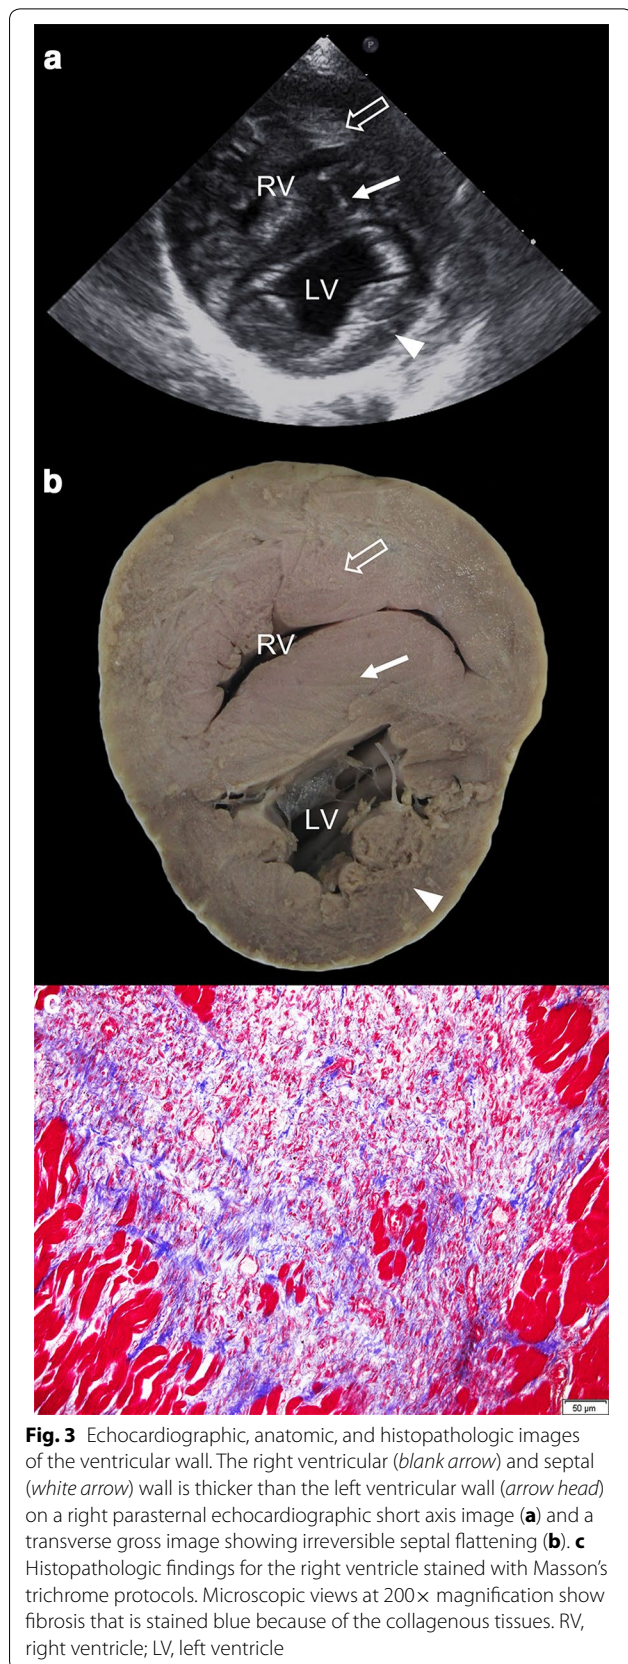 a
P
RV
LV
b
RV
LV
c
50 µm
Fig. 3 Echocardiographic, anatomic, and histopathologic images
of the ventricular wall. The right ventricular (blank arrow) and septal
(white arrow) wall is thicker than the left ventricular wall (arrow head)
on a right parasternal echocardiographic short axis image (a) and a
transverse gross image showing irreversible septal flattening (b). c
Histopathologic findings for the right ventricle stained with Masson’s
trichrome protocols. Microscopic views at 200× magnification show
fibrosis that is stained blue because of the collagenous tissues. RV,
right ventricle; LV, left ventricle